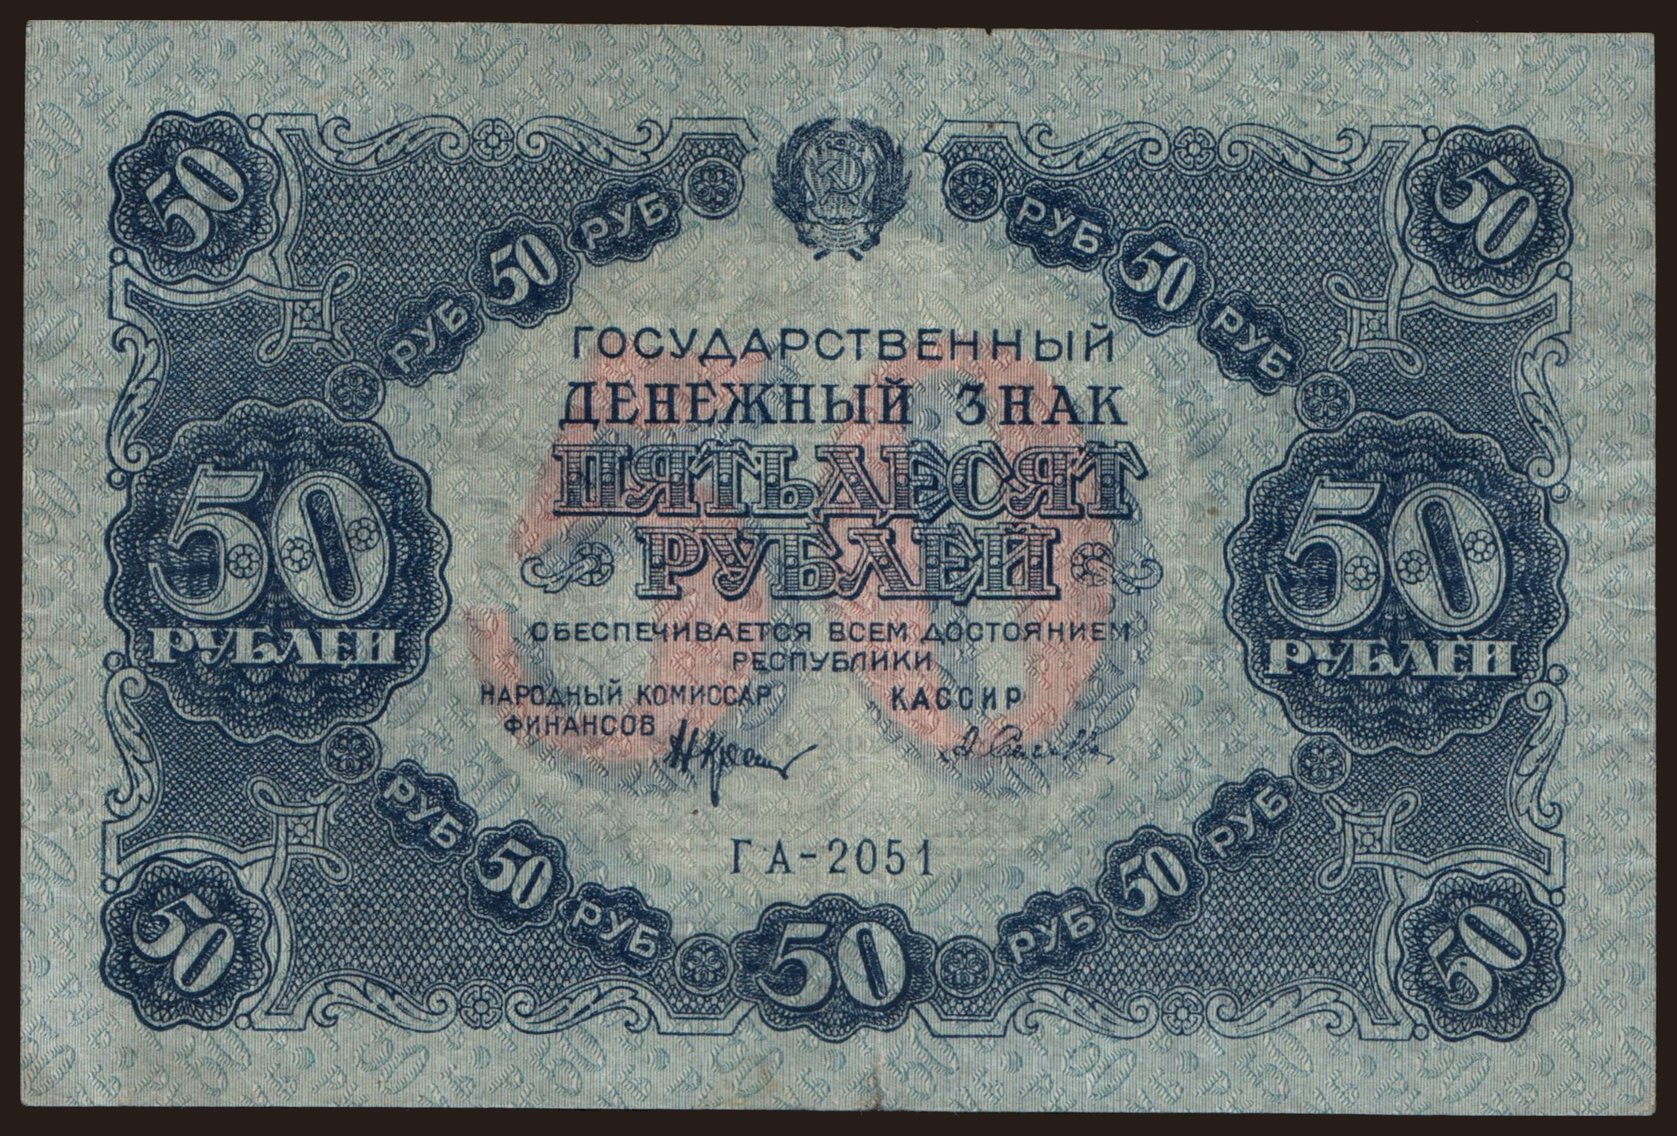 50 50
РУБ 50 РУБ РУБ 50 РУБ
ГОСУДАРСТВЕННЫЙ
ДЕНЕЖНЫЙ ЗНАК
ПЯТЬДЕСЯТ
РУБЛЕЙ
50
50
РУБЛЕЙ
50
РУБЛЕЙ
ОБЕСПЕЧИВАЕТСЯ ВСЕМ ДОСТОЯНИЕМ
РЕСПУБЛИКИ
НАРОДНЫЙ КОМИССАР
ФИНАНСОВ
КАССИР
ГА-2051
РУБ 50 РУБ РУБ 50 РУБ
50 50 50